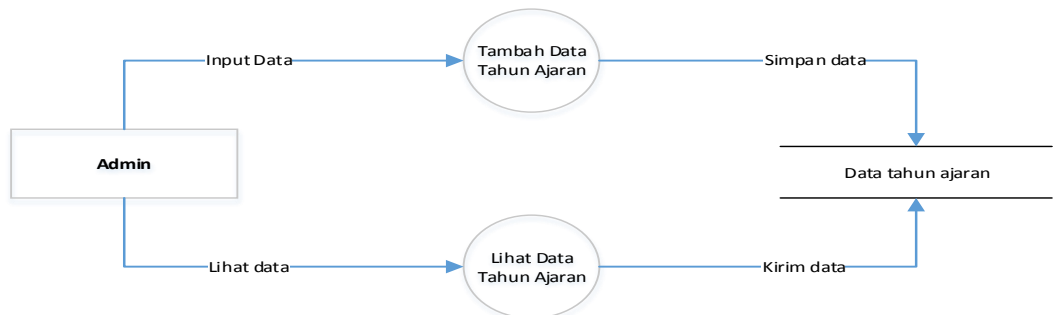 Tambah Data
Tahun Ajaran
Input Data
Simpan data
Admin
Data tahun ajaran
Lihat data
Lihat Data
Tahun Ajaran
Kirim data